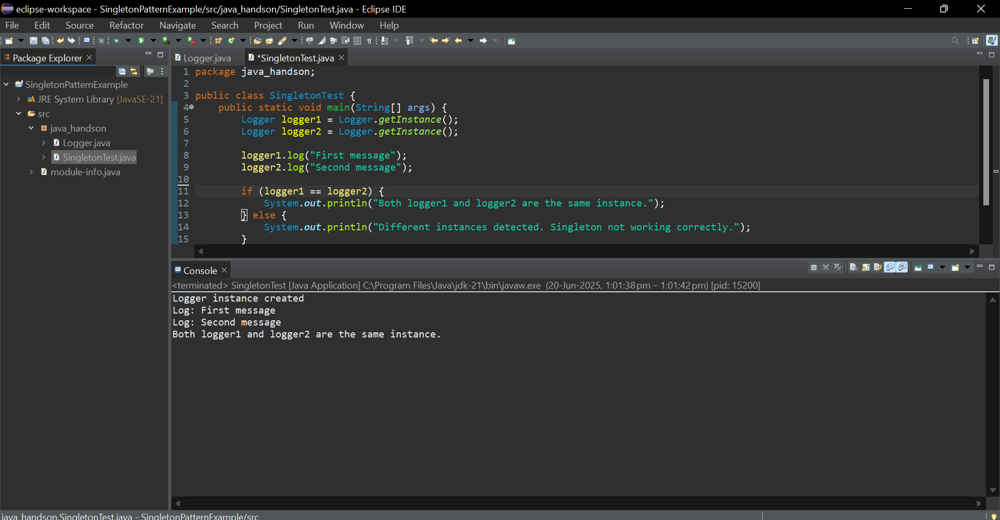 eclipse-workspace - SingletonPatternExample/src/java_handson/SingletonTest.java - Eclipse IDE
File Edit Source Refactor Navigate Search Project Run Window Help
Package Explorer
SingletonPatternExample
JRE System Library [JavaSE-21]
src
java_handson
Logger.java
SingletonTest.java
module-info.java
Logger.java *SingletonTest.java
1 package java_handson;
2
3 public class SingletonTest {
4 public static void main(String[] args) {
5 Logger logger1 = Logger.getInstance();
6 Logger logger2 = Logger.getInstance();
7
8 logger1.log("First message");
9 logger2.log("Second message");
10
11 if (logger1 == logger2) {
12 System.out.println("Both logger1 and logger2 are the same instance.");
13 } else {
14 System.out.println("Different instances detected. Singleton not working correctly.");
15 }
Console
<terminated> SingletonTest [Java Application] C:\Program Files\Java\jdk-21\bin\javaw.exe (20-Jun-2025, 1:01:38 pm – 1:01:42 pm) [pid: 15200]
Logger instance created
Log: First message
Log: Second message
Both logger1 and logger2 are the same instance.
java_handson.SingletonTest.java - SingletonPatternExample/src